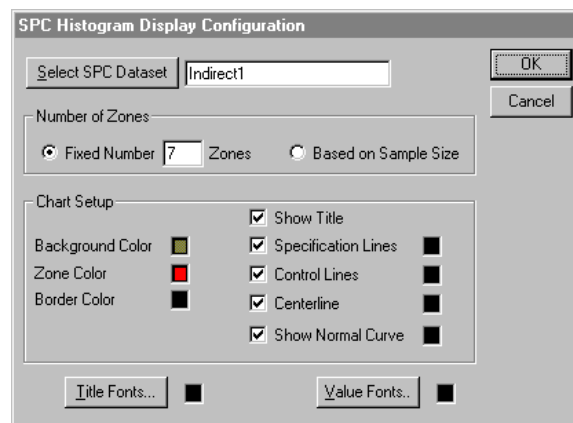 SPC Histogram Display Configuration
Select SPC Dataset Indirect1
OK
Cancel
Number of Zones
Fixed Number 7 Zones Based on Sample Size
Chart Setup
Show Title
Background Color Specification Lines
Zone Color Control Lines
Border Color Centerline
Show Normal Curve
Title Fonts... Value Fonts..